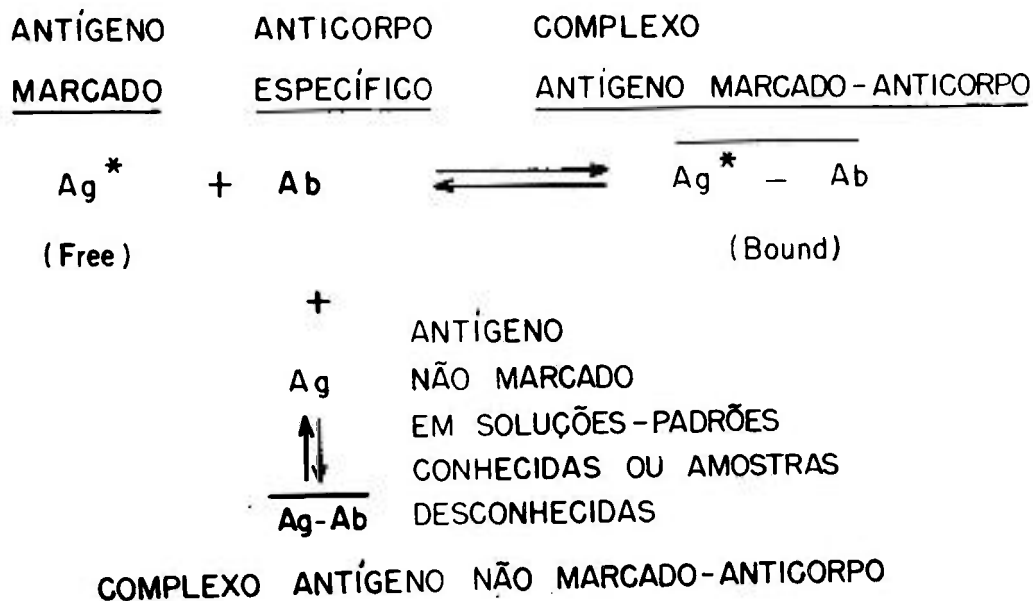 ANTÍGENO ANTICORPO COMPLEXO
MARCADO ESPECÍFICO ANTÍGENO MARCADO-ANTICORPO
Ag* + Ab ⇌ Ag* - Ab
(Free) (Bound)
+
ANTÍGENO
Ag NÃO MARCADO
EM SOLUÇÕES-PADRÕES
CONHECIDAS OU AMOSTRAS
Ag-Ab DESCONHECIDAS
COMPLEXO ANTÍGENO NÃO MARCADO-ANTICORPO